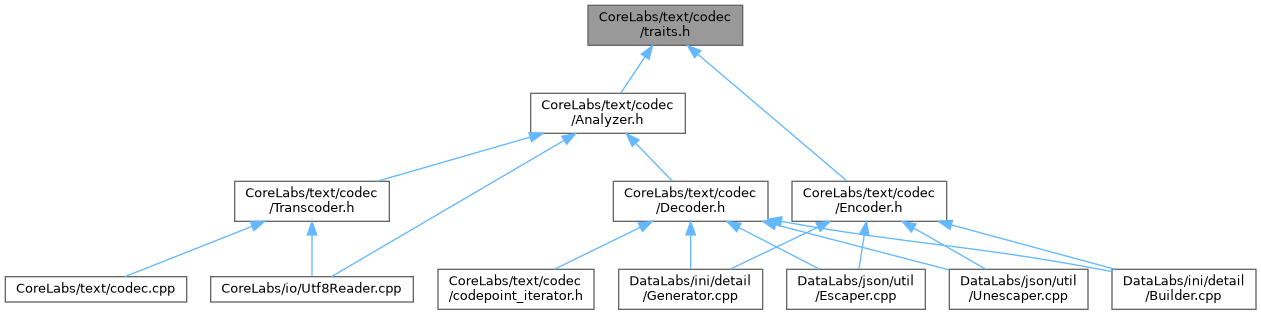 CoreLabs/text/codec
/traits.h
CoreLabs/text/codec
/Analyzer.h
CoreLabs/text/codec
/Transcoder.h
CoreLabs/text/codec
/Decoder.h
CoreLabs/text/codec
/Encoder.h
CoreLabs/text/codec.cpp
CoreLabs/io/Utf8Reader.cpp
CoreLabs/text/codec
/codepoint_iterator.h
DataLabs/ini/detail
/Generator.cpp
DataLabs/json/util
/Escaper.cpp
DataLabs/json/util
/Unescaper.cpp
DataLabs/ini/detail
/Builder.cpp